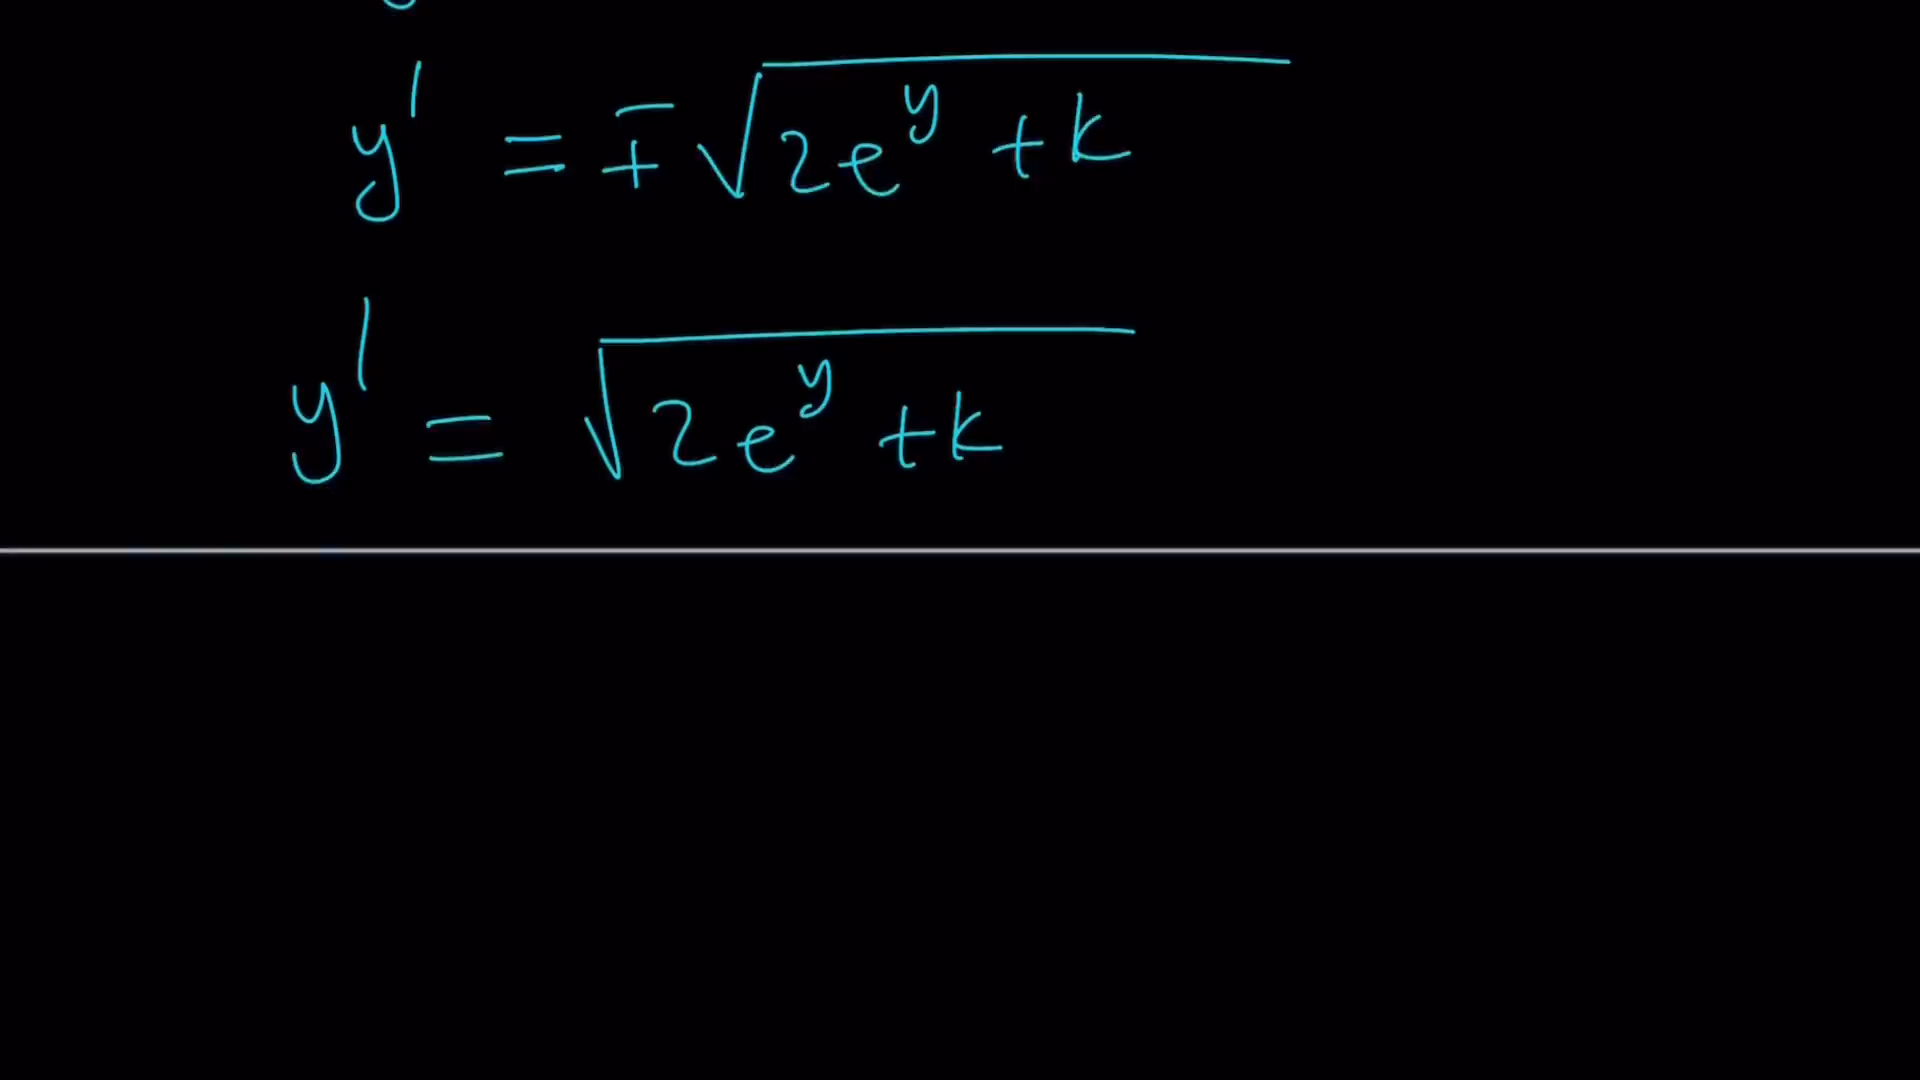 y' = ∓√(2e^y + k)
y' = √(2e^y + k)